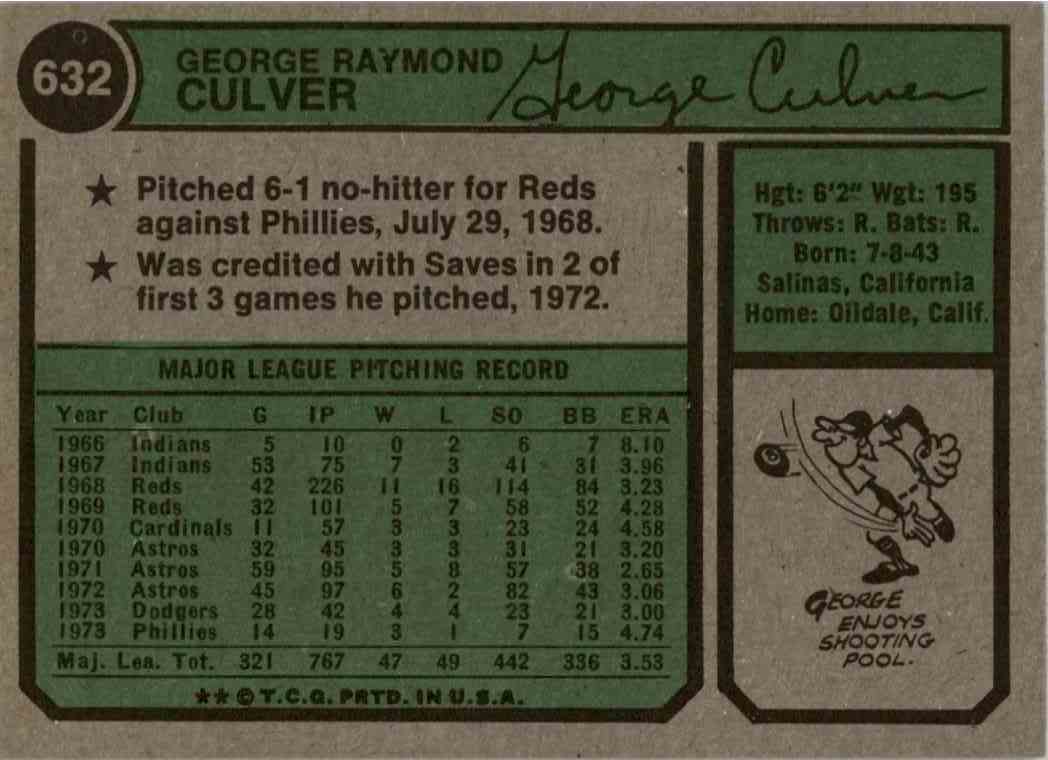 632
GEORGE RAYMOND
CULVER
George Culver
★ Pitched 6-1 no-hitter for Reds
against Phillies, July 29, 1968.
★ Was credited with Saves in 2 of
first 3 games he pitched, 1972.
Hgt: 6'2" Wgt: 195
Throws: R. Bats: R.
Born: 7-8-43
Salinas, California
Home: Oildale, Calif.
MAJOR LEAGUE PITCHING RECORD
Year Club G IP W L SO BB ERA
1966 Indians 5 10 0 2 6 7 8.10
1967 Indians 53 75 7 3 41 31 3.96
1968 Reds 42 226 11 16 114 84 3.23
1969 Reds 32 101 5 7 58 52 4.28
1970 Cardinals 11 57 3 3 23 24 4.58
1970 Astros 32 45 3 3 31 21 3.20
1971 Astros 59 95 5 8 57 38 2.65
1972 Astros 45 97 6 2 82 43 3.06
1973 Dodgers 28 42 4 4 23 21 3.00
1973 Phillies 14 19 3 1 7 15 4.74
Maj. Lea. Tot. 321 767 47 49 442 336 3.53
★★ © T.C.G. PRTD. IN U.S.A.
8
GEORGE
ENJOYS
SHOOTING
POOL.